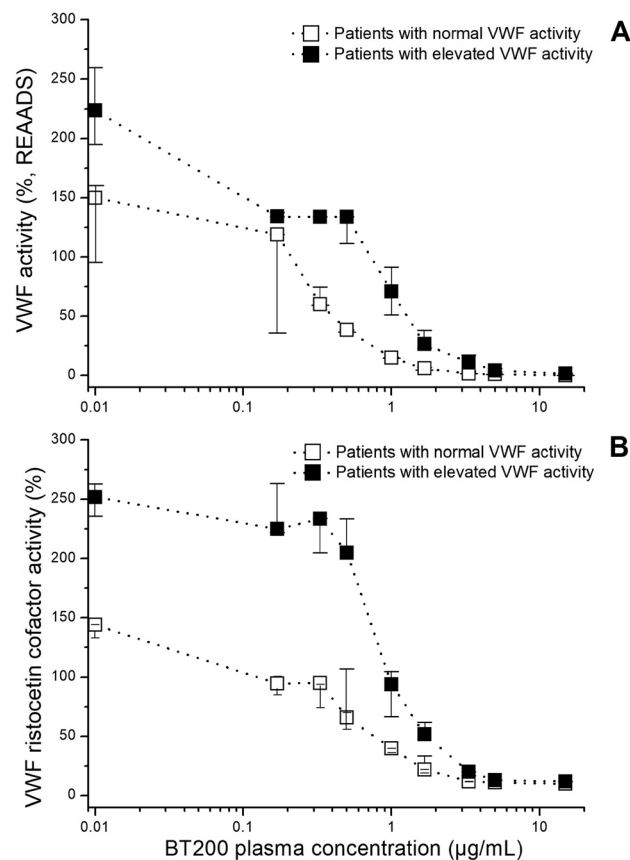 A
Patients with normal VWF activity
Patients with elevated VWF activity
VWF activity (%, REAADS)
300
250
200
150
100
50
0
0.01 0.1 1 10
B
Patients with normal VWF activity
Patients with elevated VWF activity
VWF ristocetin cofactor activity (%)
300
250
200
150
100
50
0
0.01 0.1 1 10
BT200 plasma concentration (µg/mL)